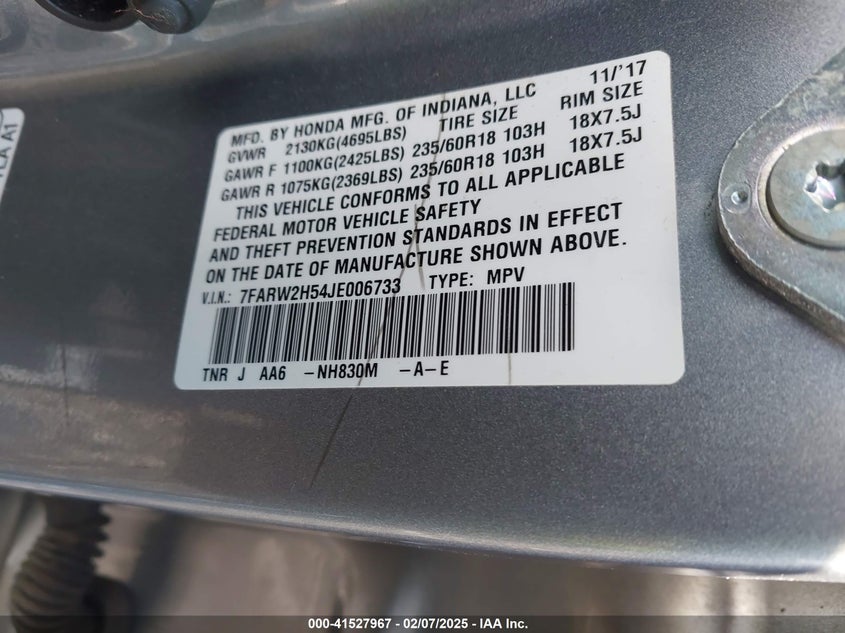 MFD. BY HONDA MFG. OF INDIANA, LLC 11/'17
GVWR 2130KG(4695LBS) TIRE SIZE RIM SIZE
GAWR F 1100KG(2425LBS) 235/60R18 103H 18X7.5J
GAWR R 1075KG(2369LBS) 235/60R18 103H 18X7.5J
THIS VEHICLE CONFORMS TO ALL APPLICABLE
FEDERAL MOTOR VEHICLE SAFETY
AND THEFT PREVENTION STANDARDS IN EFFECT
ON THE DATE OF MANUFACTURE SHOWN ABOVE.
V.I.N.: 7FARW2H54JE006733 TYPE: MPV
TNR J AA6 -NH830M -A-E
000-41527967 — 02/07/2025 — IAA Inc.